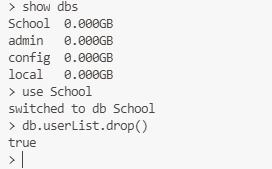 > show dbs
School  0.000GB
admin   0.000GB
config  0.000GB
local   0.000GB
> use School
switched to db School
> db.userList.drop()
true
>